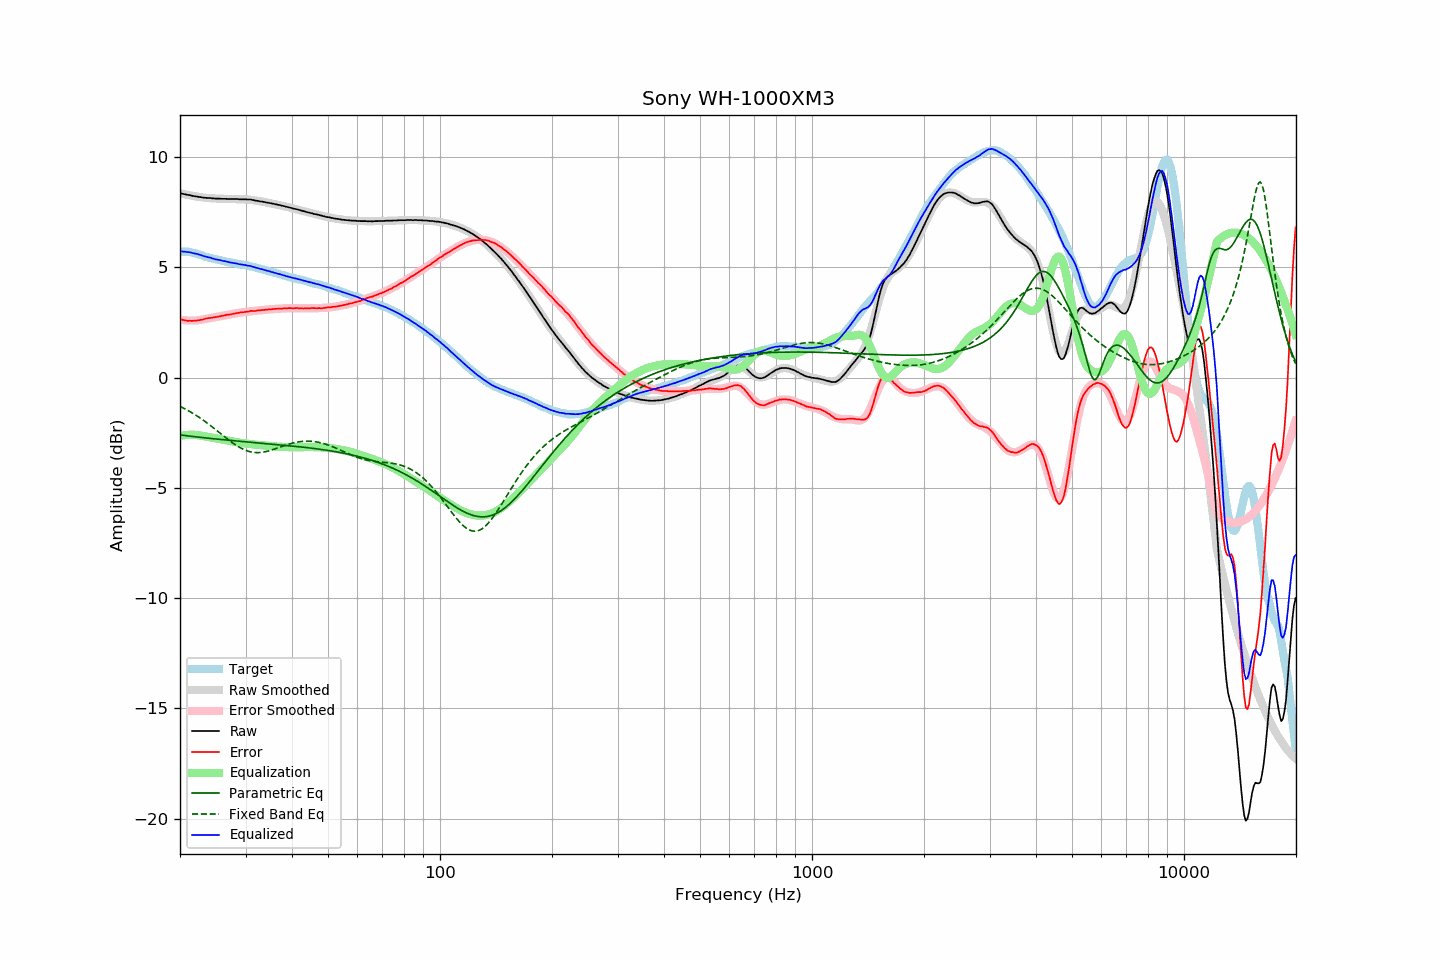 Sony WH-1000XM3
Amplitude (dBr)
10
5
0
−5
−10
−15
−20
Target
Raw Smoothed
Error Smoothed
Raw
Error
Equalization
Parametric Eq
Fixed Band Eq
Equalized
100
1000
10000
Frequency (Hz)